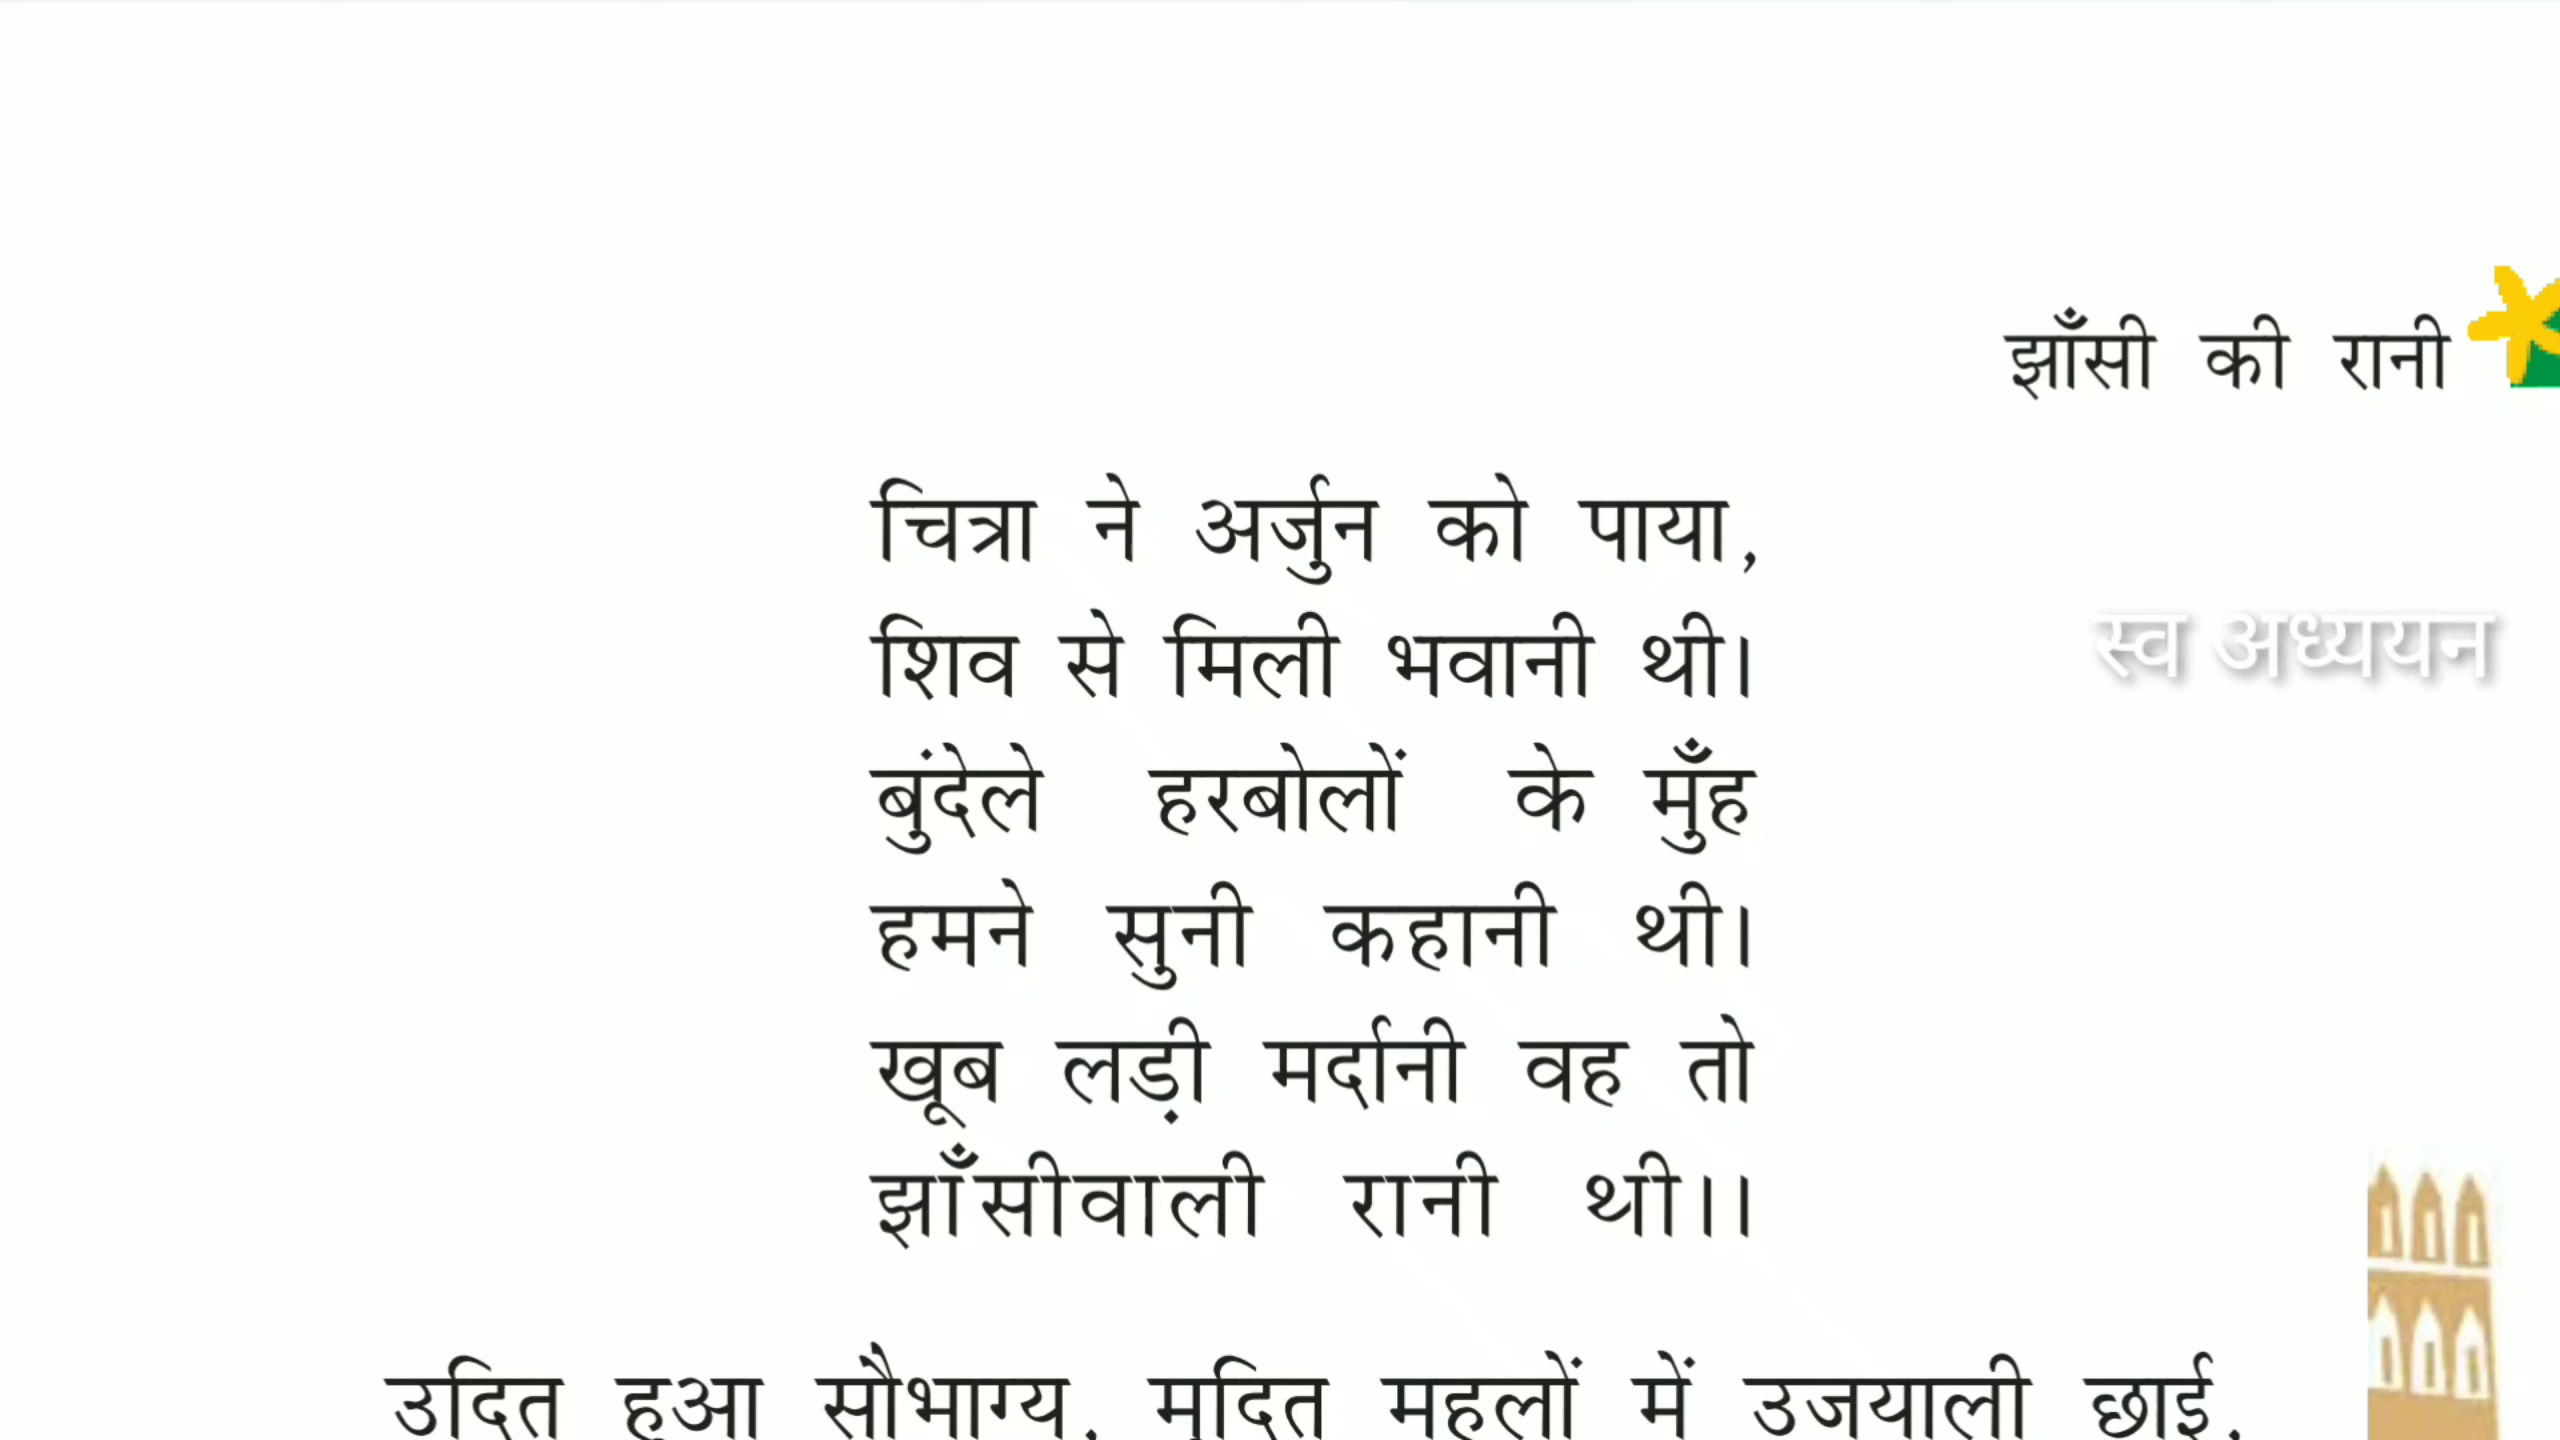 झाँसी की रानी
चित्रा ने अर्जुन को पाया,
शिव से मिली भवानी थी।
स्व अध्ययन
बुंदेले हरबोलों के मुँह
हमने सुनी कहानी थी।
खूब लड़ी मर्दानी वह तो
झाँसीवाली रानी थी।।
उदित हुआ सौभाग्य, मुदित महलों में उजयाली छाई,